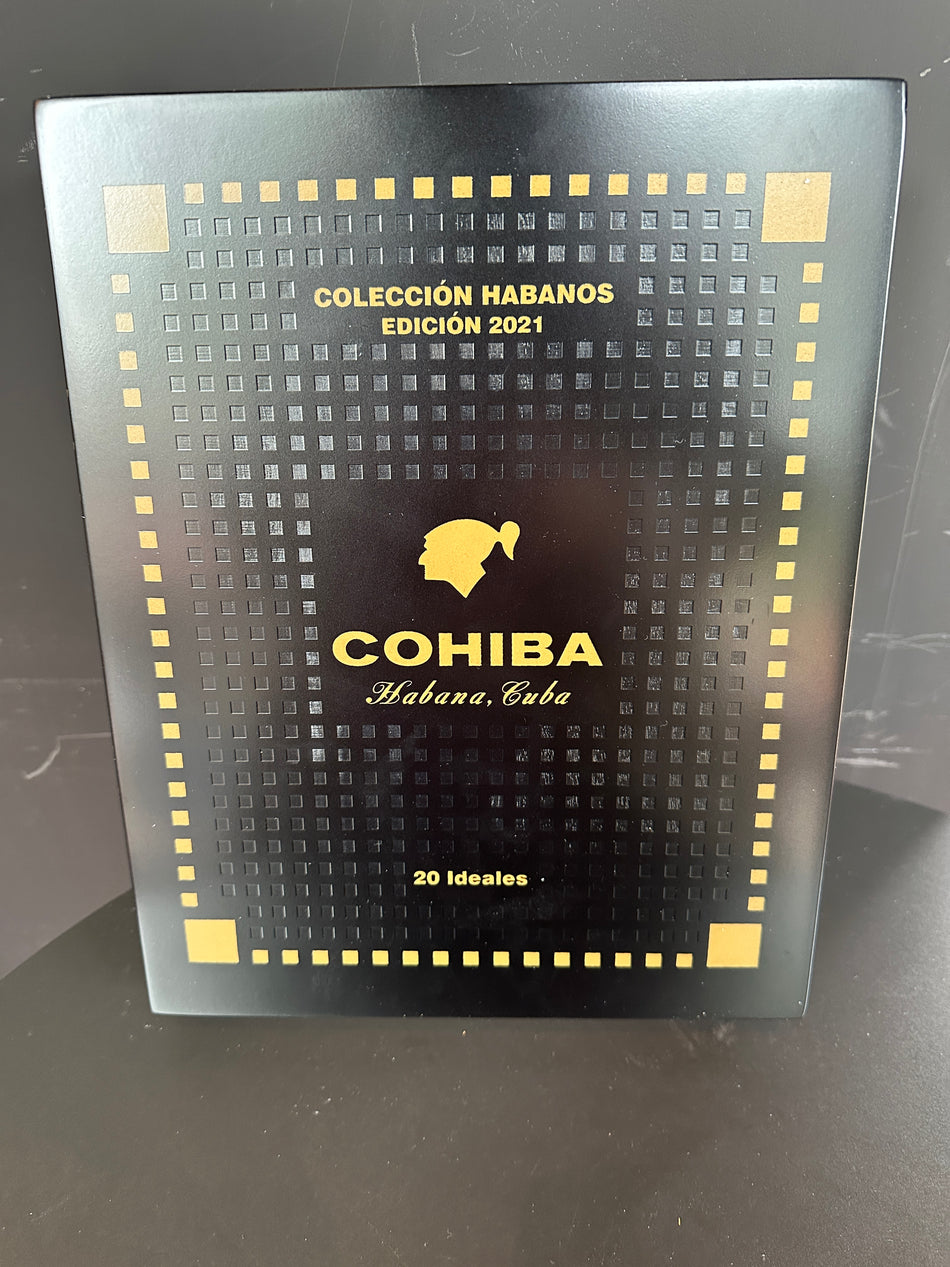 COLECCIÓN HABANOS
EDICIÓN 2021
COHIBA
Habana, Cuba
20 Ideales